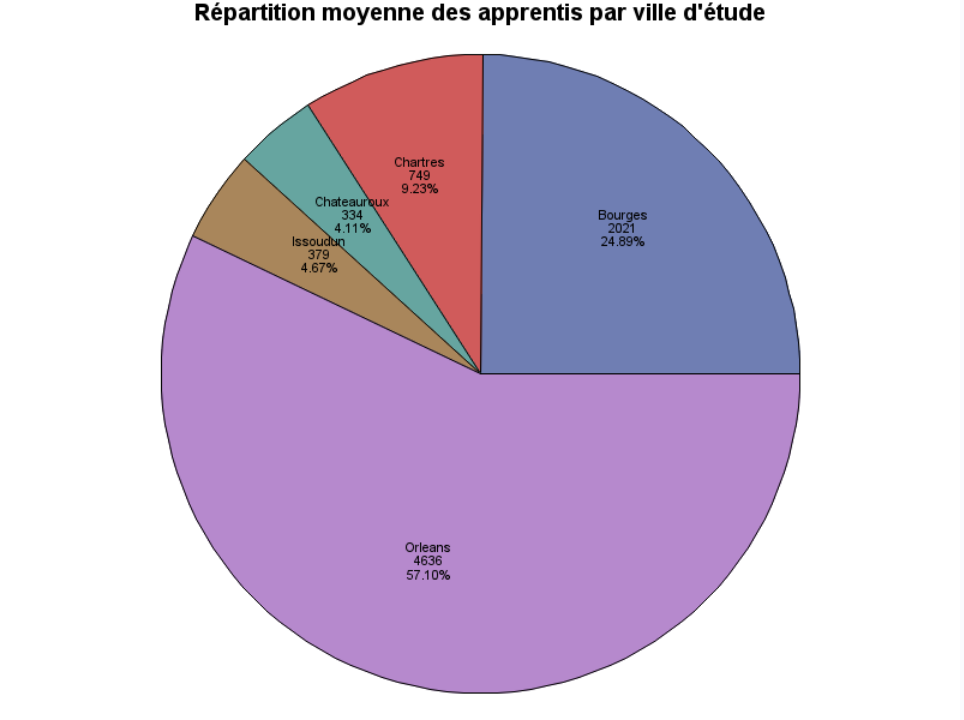 Répartition moyenne des apprentis par ville d'étude
Chartres
749
9.23%
Chateauroux
334
4.11%
Bourges
2021
24.89%
Issoudun
379
4.67%
Orleans
4636
57.10%